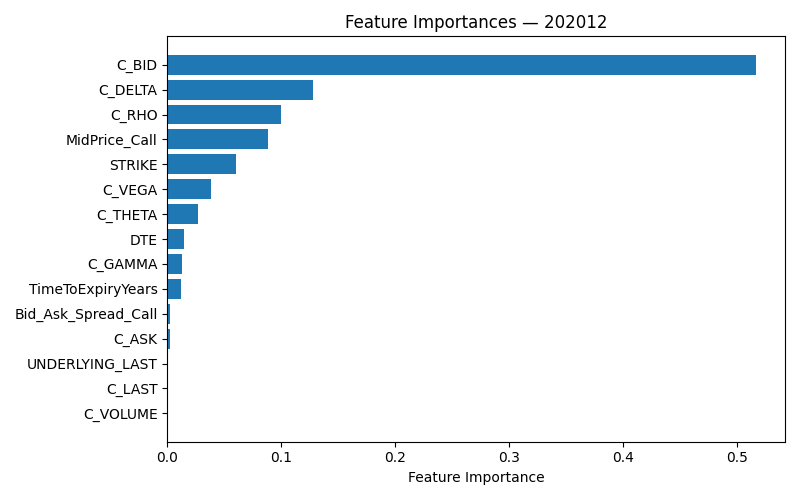 Feature Importances — 202012
C_BID
C_DELTA
C_RHO
MidPrice_Call
STRIKE
C_VEGA
C_THETA
DTE
C_GAMMA
TimeToExpiryYears
Bid_Ask_Spread_Call
C_ASK
UNDERLYING_LAST
C_LAST
C_VOLUME
0.0 0.1 0.2 0.3 0.4 0.5
Feature Importance